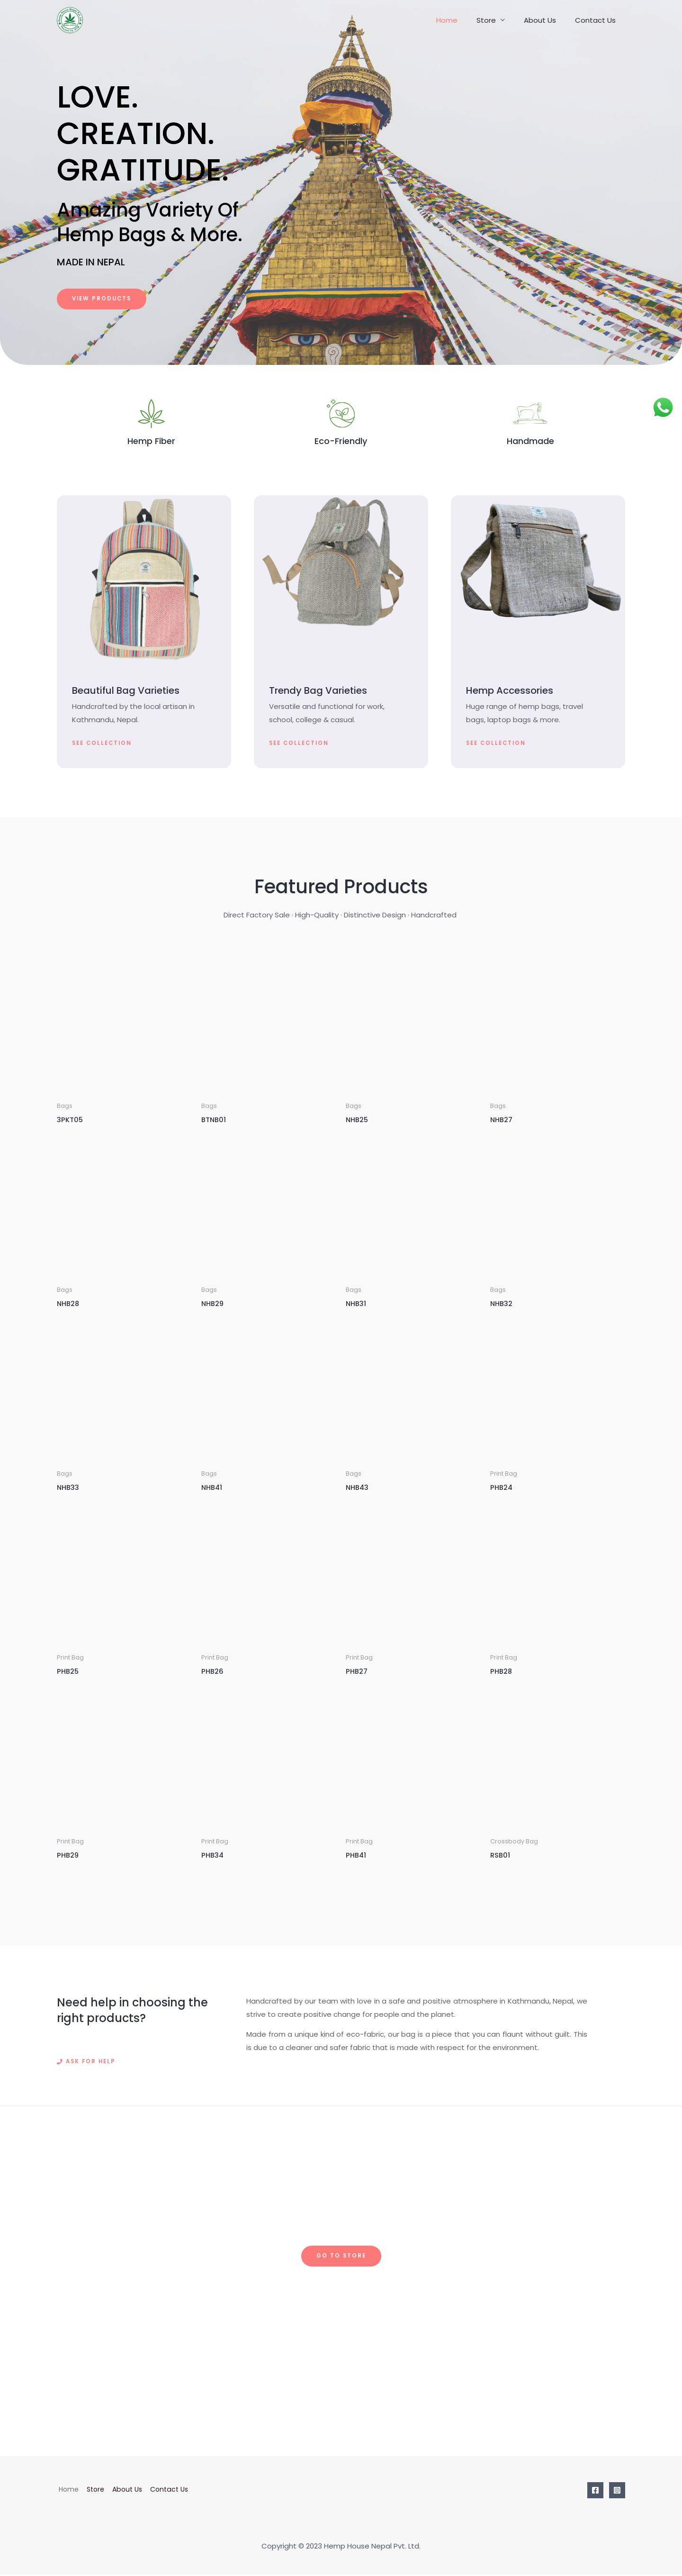 Home Store About Us Contact Us
LOVE.
CREATION.
GRATITUDE.
Amazing Variety Of
Hemp Bags & More.
MADE IN NEPAL
VIEW PRODUCTS
Hemp Fiber
Eco-Friendly
Handmade
Beautiful Bag Varieties
Handcrafted by the local artisan in
Kathmandu, Nepal.
SEE COLLECTION
Trendy Bag Varieties
Versatile and functional for work,
school, college & casual.
SEE COLLECTION
Hemp Accessories
Huge range of hemp bags, travel
bags, laptop bags & more.
SEE COLLECTION
Featured Products
Direct Factory Sale · High-Quality · Distinctive Design · Handcrafted
Bags Bags Bags Bags
3PKT05 BTNB01 NHB25 NHB27
Bags Bags Bags Bags
NHB28 NHB29 NHB31 NHB32
Bags Bags Bags Print Bag
NHB33 NHB41 NHB43 PHB24
Print Bag Print Bag Print Bag Print Bag
PHB25 PHB26 PHB27 PHB28
Print Bag Print Bag Print Bag Crossbody Bag
PHB29 PHB34 PHB41 RSB01
Need help in choosing the
right products?
ASK FOR HELP
Handcrafted by our team with love in a safe and positive atmosphere in Kathmandu, Nepal, we
strive to create positive change for people and the planet.
Made from a unique kind of eco-fabric, our bag is a piece that you can flaunt without guilt. This
is due to a cleaner and safer fabric that is made with respect for the environment.
GO TO STORE
Home Store About Us Contact Us
Copyright © 2023 Hemp House Nepal Pvt. Ltd.